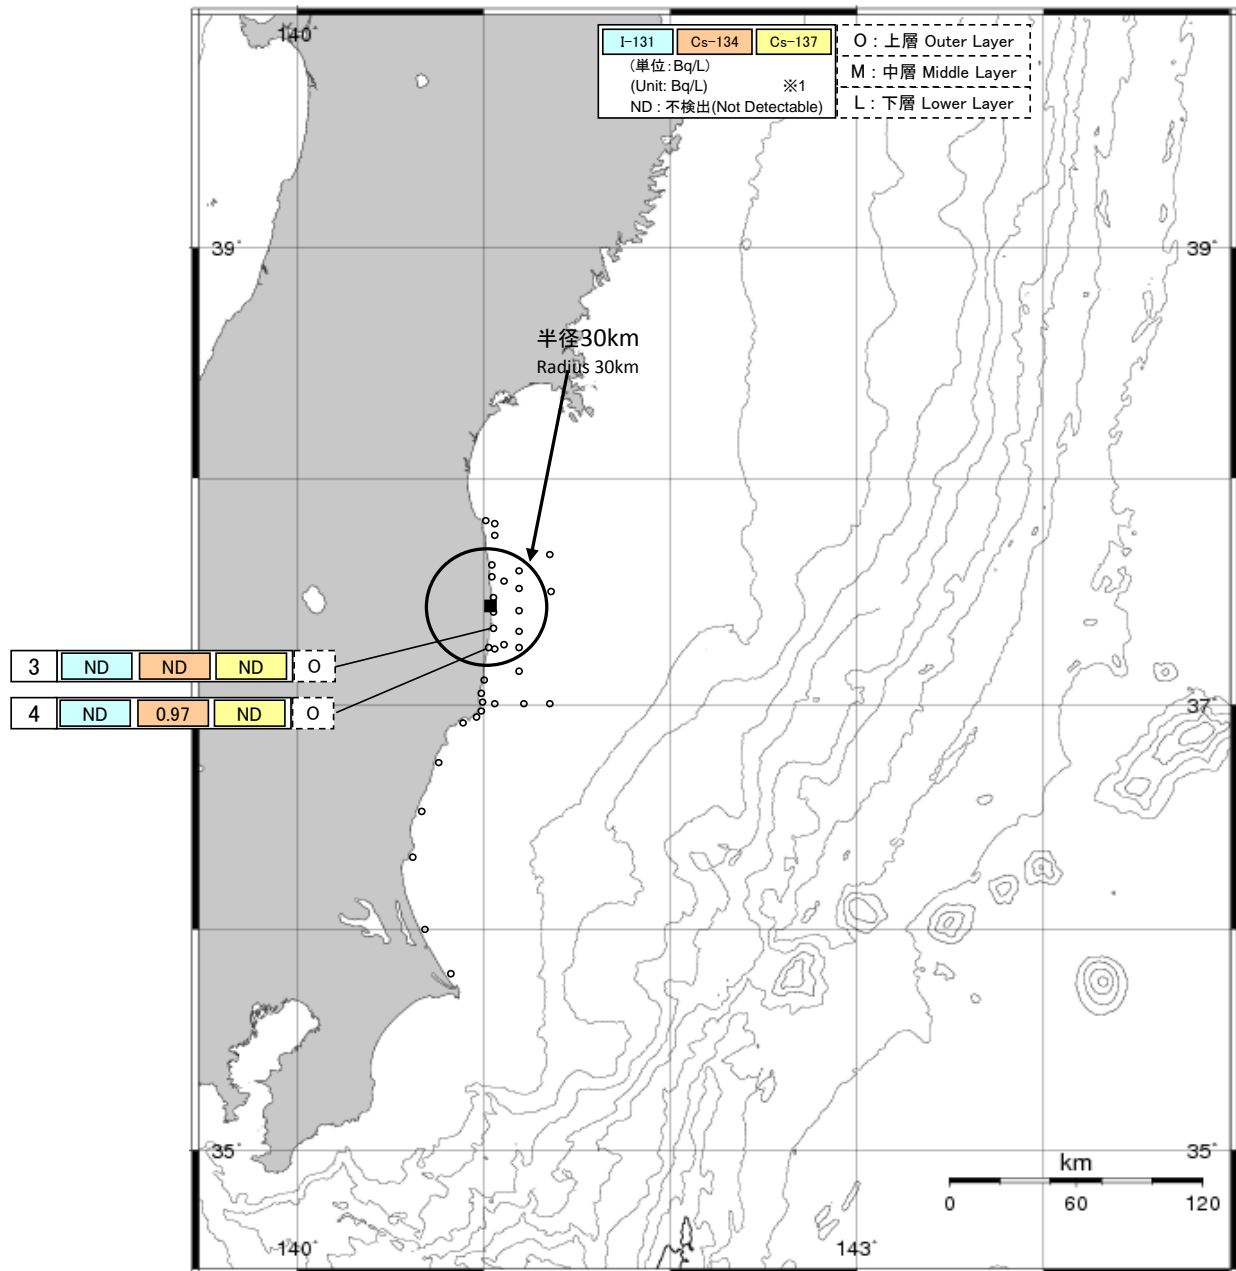 140°
I-131 Cs-134 Cs-137
(単位:Bq/L)
(Unit: Bq/L) ※1
ND : 不検出(Not Detectable)
O : 上層 Outer Layer
M : 中層 Middle Layer
L : 下層 Lower Layer
39° 39°
半径30km
Radius 30km
3 ND ND ND O
4 ND 0.97 ND O
37°
35° 35°
km
0 60 120
140° 143°